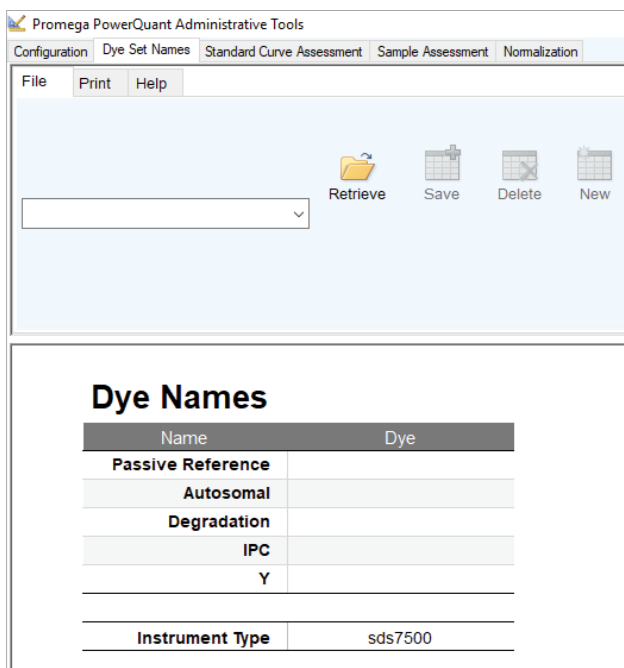 Promega PowerQuant Administrative Tools
Configuration Dye Set Names Standard Curve Assessment Sample Assessment Normalization
File Print Help
Retrieve Save Delete New
Dye Names
Name Dye
Passive Reference
Autosomal
Degradation
IPC
Y
Instrument Type sds7500